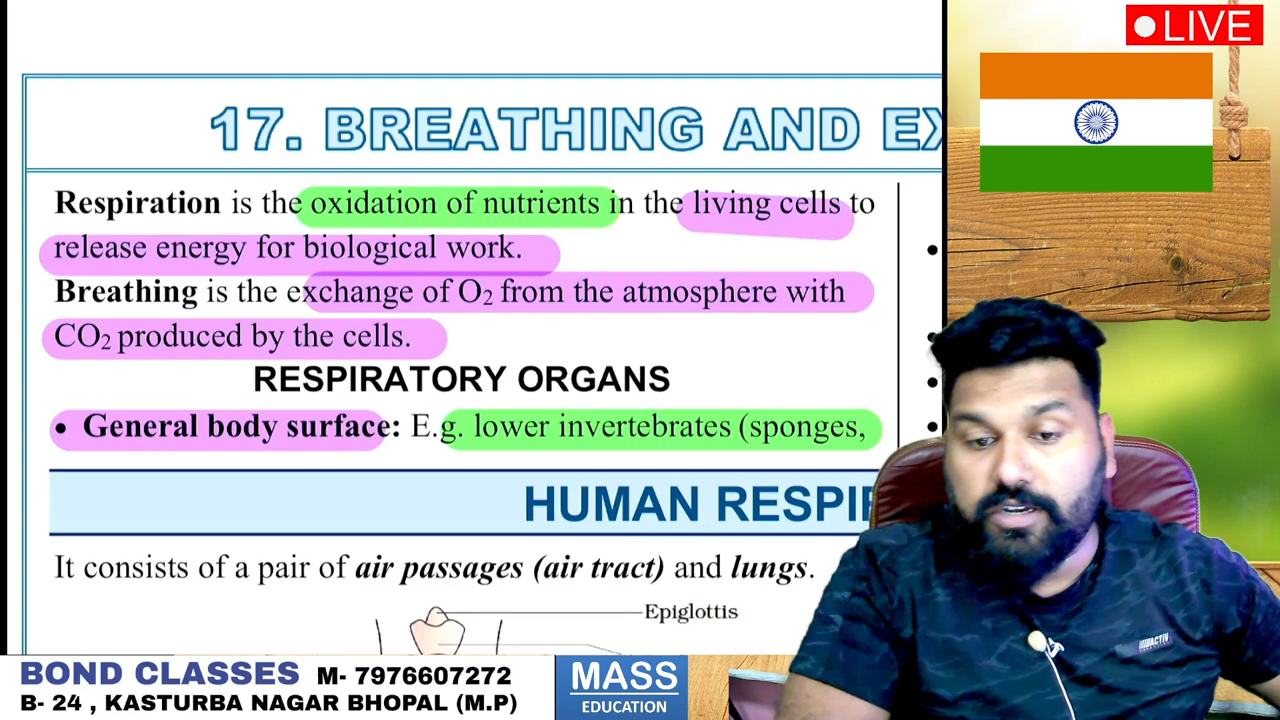 LIVE
17. BREATHING AND EX
Respiration is the oxidation of nutrients in the living cells to
release energy for biological work.
Breathing is the exchange of O₂ from the atmosphere with
CO₂ produced by the cells.
RESPIRATORY ORGANS
• General body surface: E.g. lower invertebrates (sponges,
HUMAN RESPIR
It consists of a pair of air passages (air tract) and lungs.
Epiglottis
BOND CLASSES M- 7976607272
B- 24 , KASTURBA NAGAR BHOPAL (M.P)
MASS
EDUCATION